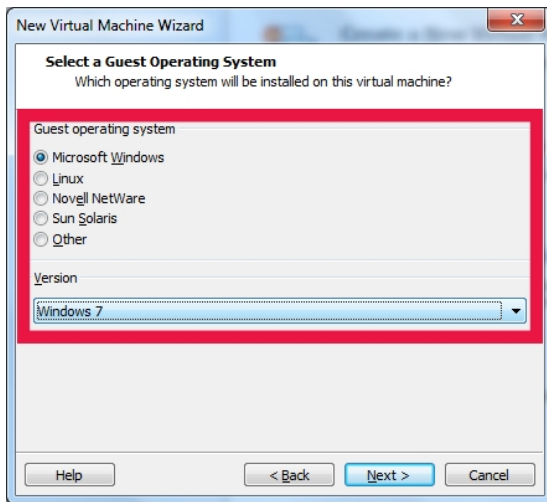 New Virtual Machine Wizard
Select a Guest Operating System
Which operating system will be installed on this virtual machine?
Guest operating system
Microsoft Windows
Linux
Novell NetWare
Sun Solaris
Other
Version
Windows 7
Help
< Back
Next >
Cancel